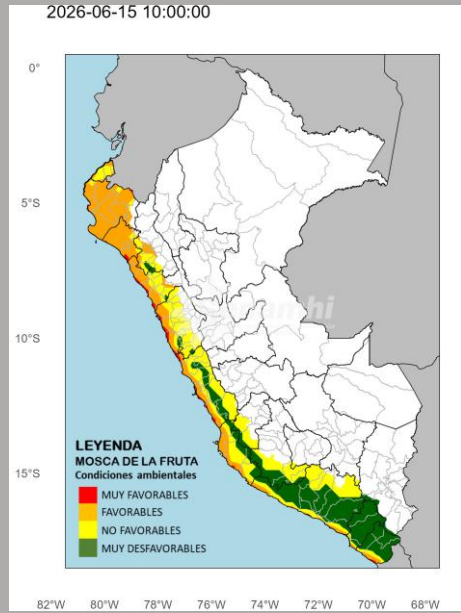 2026-06-15 10:00:00
0°
5°S
10°S
15°S
senamhi
LEYENDA
MOSCA DE LA FRUTA
Condiciones ambientales
MUY FAVORABLES
FAVORABLES
NO FAVORABLES
MUY DESFAVORABLES
82°W 80°W 78°W 76°W 74°W 72°W 70°W 68°W